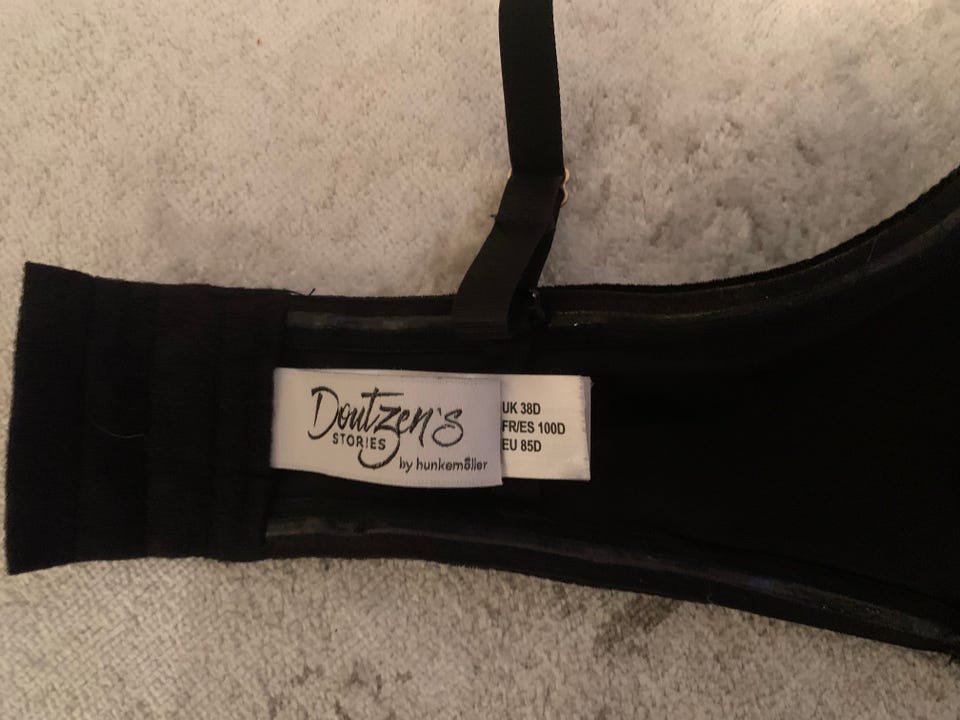 Doutzen's
STORIES
by hunkemöller
UK 38D
FR/ES 100D
EU 85D